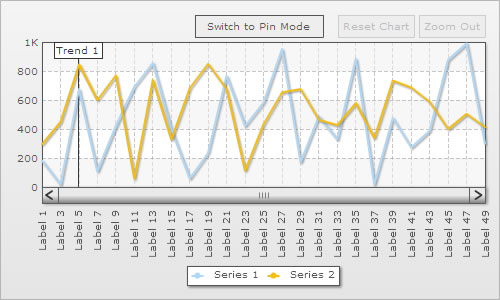 Switch to Pin Mode Reset Chart Zoom Out
1K
Trend 1
800
600
400
200
0
Label 1 Label 3 Label 5 Label 7 Label 9 Label 11 Label 13 Label 15 Label 17 Label 19 Label 21 Label 23 Label 25 Label 27 Label 29 Label 31 Label 33 Label 35 Label 37 Label 39 Label 41 Label 43 Label 45 Label 47 Label 49
Series 1 Series 2